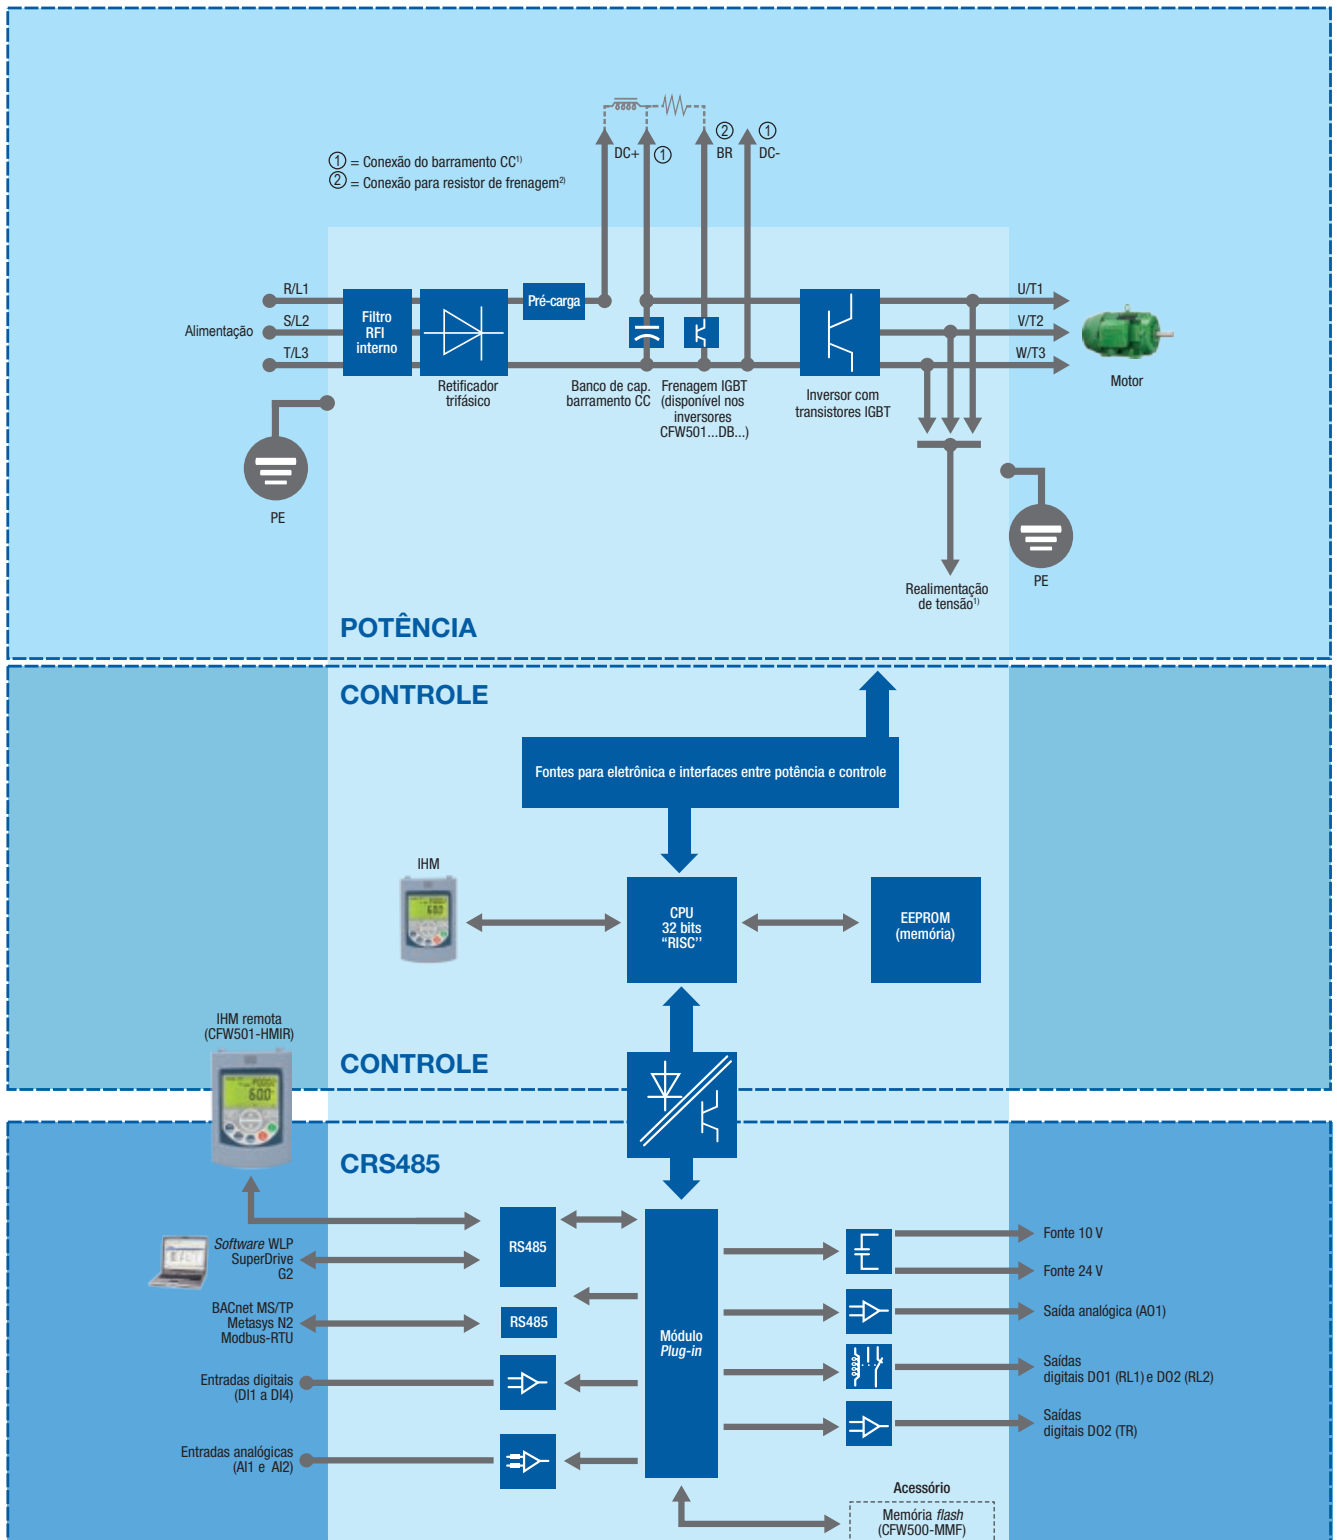 DC+
①
②
BR
①
DC-
① = Conexão do barramento CC¹⁾
② = Conexão para resistor de frenagem²⁾
R/L1
S/L2
T/L3
Alimentação
Filtro
RFI
interno
Pré-carga
U/T1
V/T2
W/T3
Motor
Retificador
trifásico
Banco de cap.
barramento CC
Frenagem IGBT
(disponível nos
inversores
CFW501...DB...)
Inversor com
transistores IGBT
PE
PE
Realimentação
de tensão¹⁾
POTÊNCIA
CONTROLE
Fontes para eletrônica e interfaces entre potência e controle
IHM
CPU
32 bits
“RISC’’
EEPROM
(memória)
IHM remota
(CFW501-HMIR)
CONTROLE
CRS485
Software WLP
SuperDrive
G2
RS485
BACnet MS/TP
Metasys N2
Modbus-RTU
RS485
Entradas digitais
(DI1 a DI4)
Entradas analógicas
(AI1 e AI2)
Módulo
Plug-in
Fonte 10 V
Fonte 24 V
Saída analógica (AO1)
Saídas
digitais DO1 (RL1) e DO2 (RL2)
Saídas
digitais DO2 (TR)
Acessório
Memória flash
(CFW500-MMF)